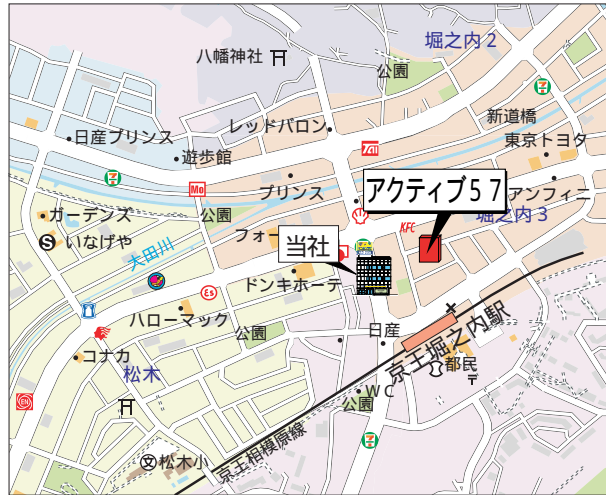 堀之内2
八幡神社
公園
新道橋
日産プリンス
レッドバロン
東京トヨタ
遊歩館
Mo
プリンス
アクティブ57
アンフィニ
ガーデンズ
公園
KFC
堀之内3
S いなげや
大田川
フォー
当社
ドンキホーテ
Es
ハローマック
公園
日産
京王堀之内駅
コナカ
松木
都民
WC
公園
EN
文 松木小
京王相模原線
7
7
7